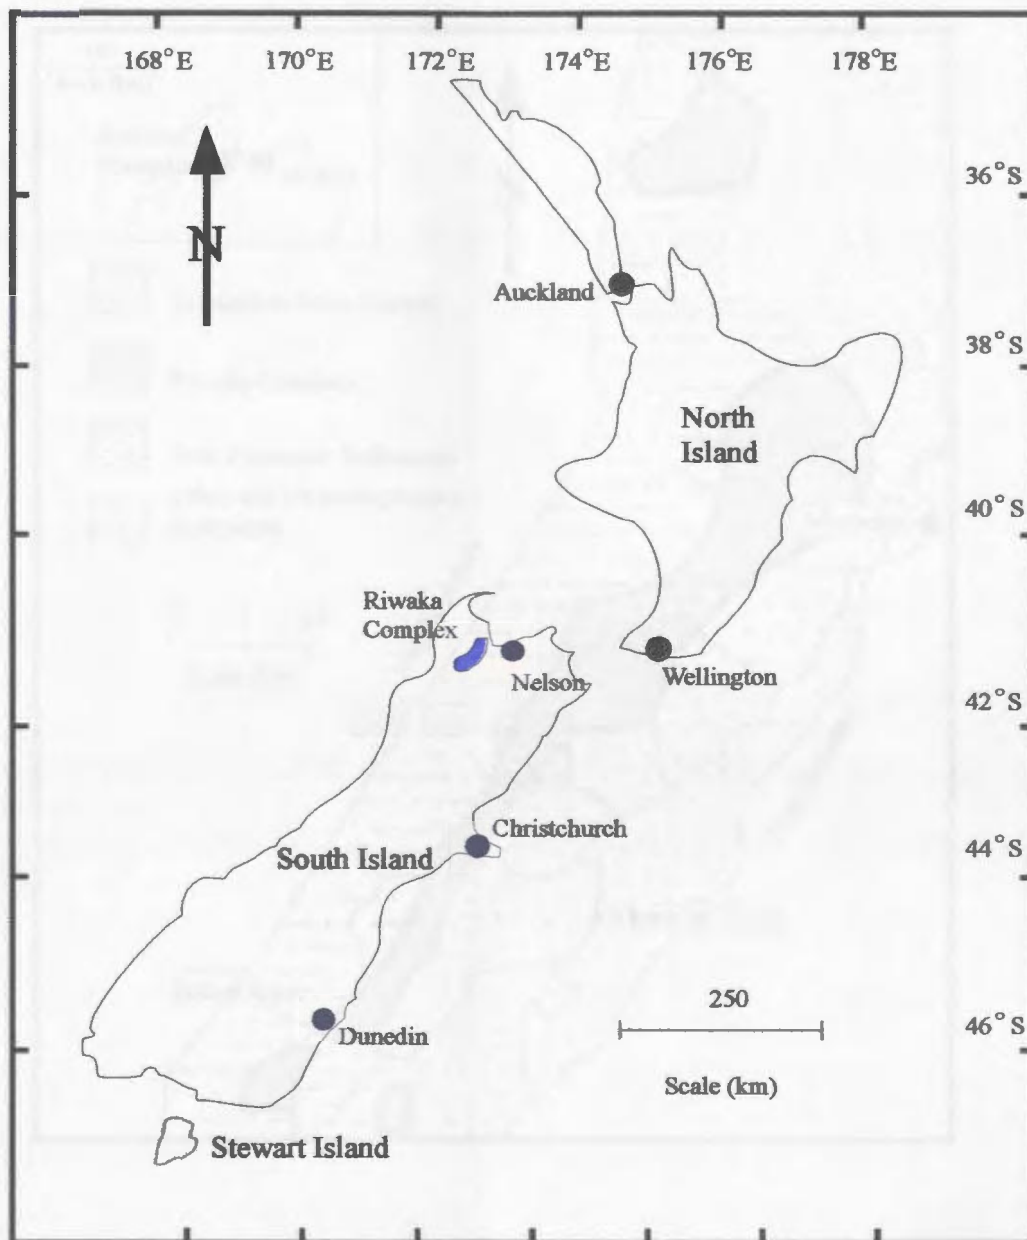 168°E 170°E 172°E 174°E 176°E 178°E
36°S
N
Auckland
38°S
North
Island
40°S
Riwaka
Complex
Nelson
Wellington
42°S
Christchurch
South Island
44°S
250
46°S
Dunedin
Scale (km)
Stewart Island